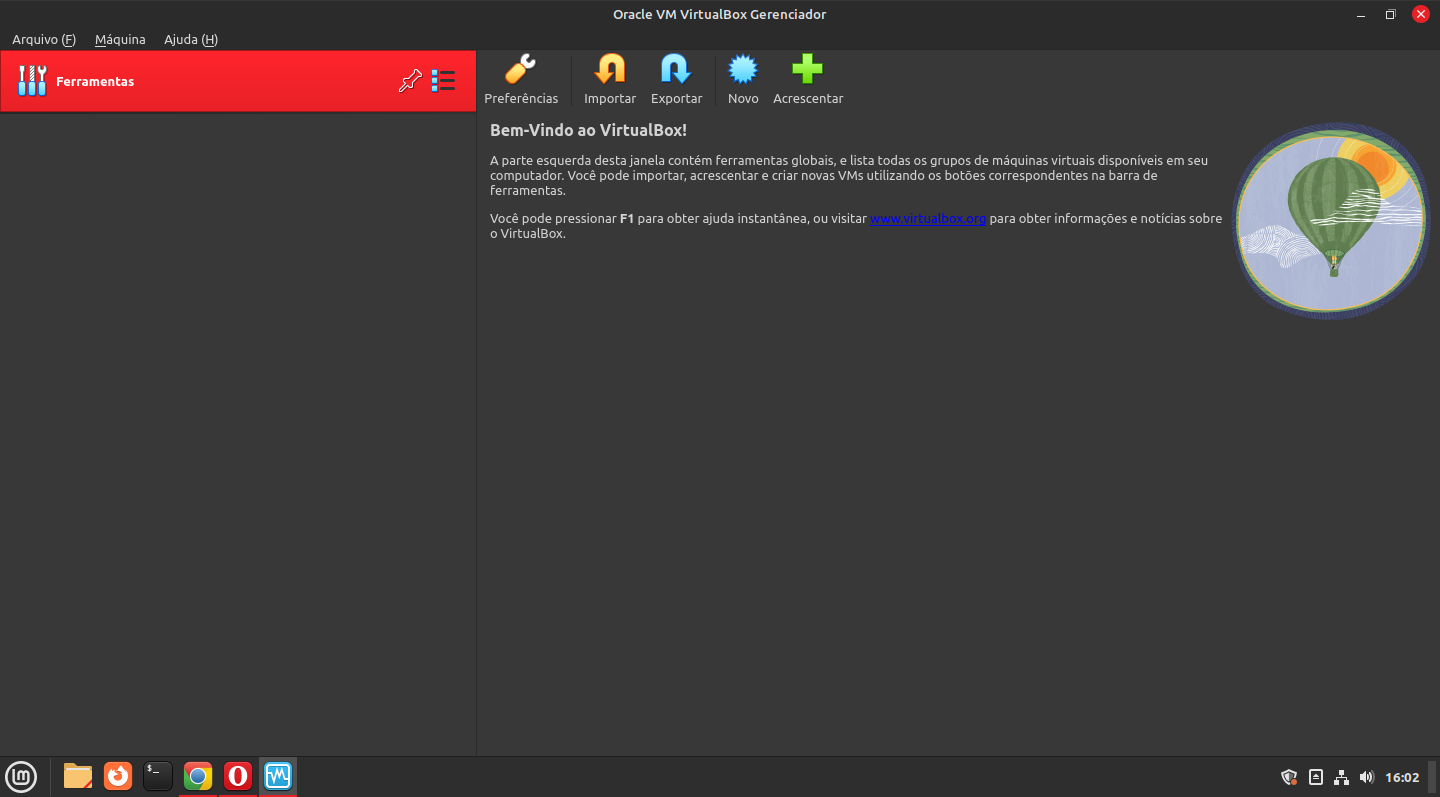 Oracle VM VirtualBox Gerenciador
Arquivo (F) Máquina Ajuda (H)
Ferramentas
Preferências Importar Exportar Novo Acrescentar
Bem-Vindo ao VirtualBox!
A parte esquerda desta janela contém ferramentas globais, e lista todas os grupos de máquinas virtuais disponíveis em seu
computador. Você pode importar, acrescentar e criar novas VMs utilizando os botões correspondentes na barra de
ferramentas.
Você pode pressionar F1 para obter ajuda instantânea, ou visitar www.virtualbox.org para obter informações e notícias sobre
o VirtualBox.
$_
16:02